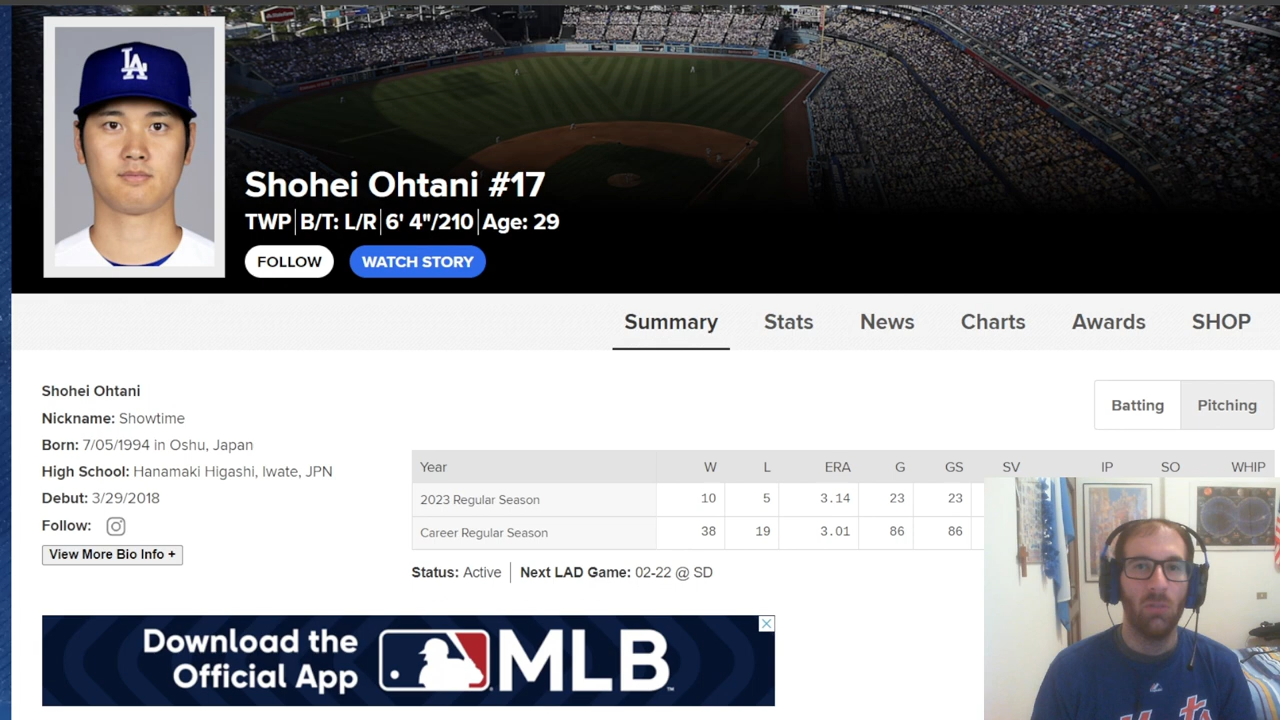 LA
Shohei Ohtani #17
TWP B/T: L/R 6' 4"/210 Age: 29
FOLLOW WATCH STORY
Summary Stats News Charts Awards SHOP
Shohei Ohtani
Nickname: Showtime
Born: 7/05/1994 in Oshu, Japan
High School: Hanamaki Higashi, Iwate, JPN
Debut: 3/29/2018
Follow:
View More Bio Info +
Batting Pitching
Year W L ERA G GS SV IP SO WHIP
2023 Regular Season 10 5 3.14 23 23
Career Regular Season 38 19 3.01 86 86
Status: Active Next LAD Game: 02-22 @ SD
Download the
Official App
MLB